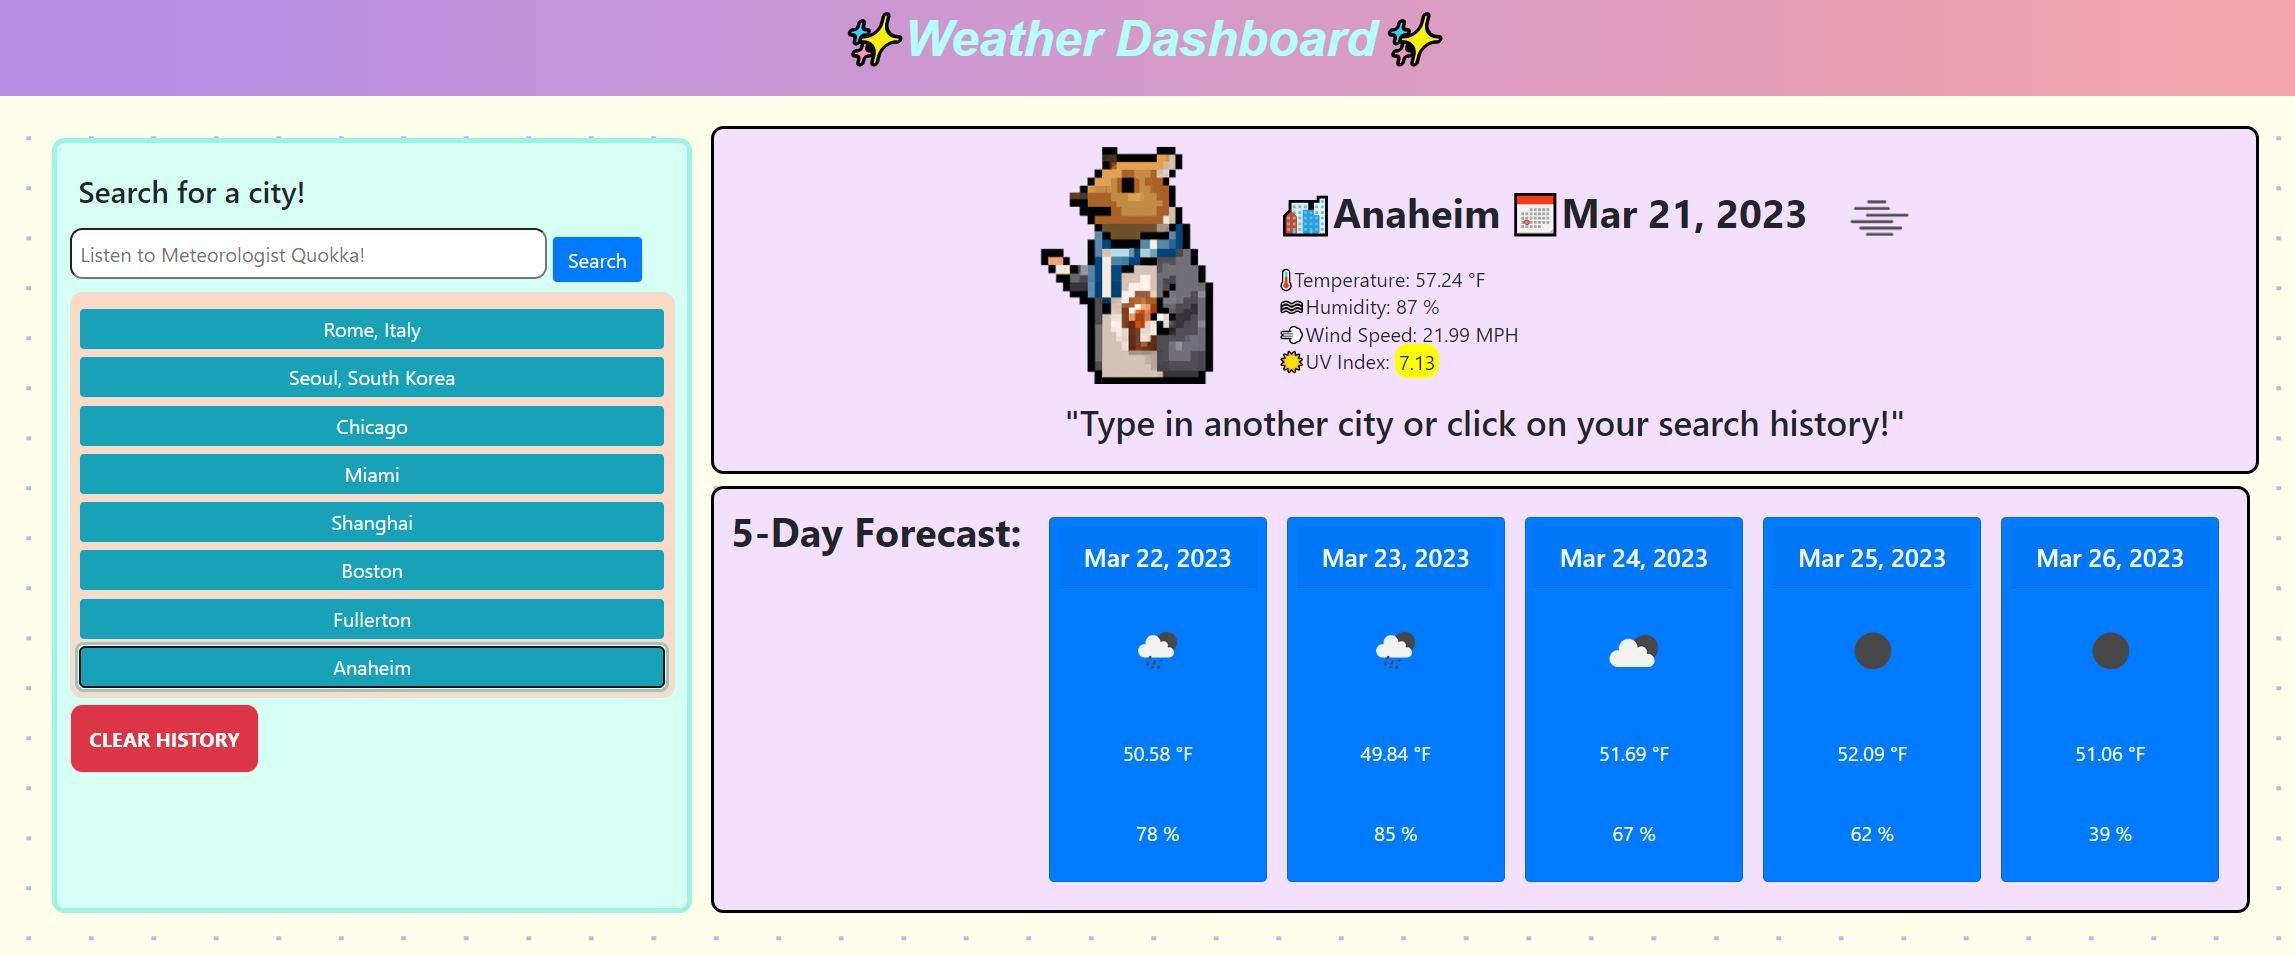 Weather Dashboard
Search for a city!
Listen to Meteorologist Quokka!
Search
Rome, Italy
Seoul, South Korea
Chicago
Miami
Shanghai
Boston
Fullerton
Anaheim
CLEAR HISTORY
Anaheim Mar 21, 2023
Temperature: 57.24 °F
Humidity: 87 %
Wind Speed: 21.99 MPH
UV Index: 7.13
"Type in another city or click on your search history!"
5-Day Forecast:
Mar 22, 2023
50.58 °F
78 %
Mar 23, 2023
49.84 °F
85 %
Mar 24, 2023
51.69 °F
67 %
Mar 25, 2023
52.09 °F
62 %
Mar 26, 2023
51.06 °F
39 %